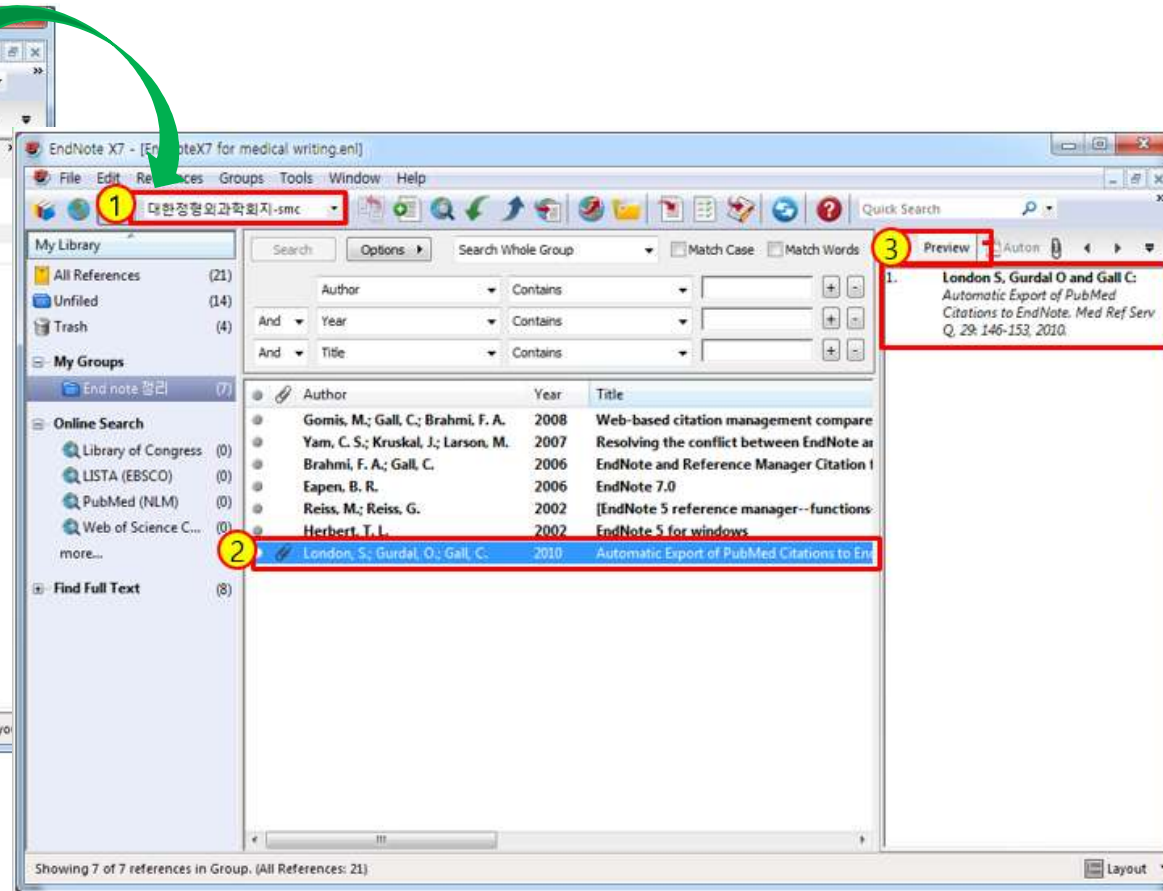 EndNote X7 - [EndNoteX7 for medical writing.enl]
File Edit References Groups Tools Window Help
1 대한정형외과학회지-smc Quick Search
My Library
All References (21)
Unfiled (14)
Trash (4)
My Groups
End note 정리 (7)
Online Search
Library of Congress (0)
LISTA (EBSCO) (0)
PubMed (NLM) (0)
Web of Science C... (0)
more...
Find Full Text (8)
Search Options Search Whole Group Match Case Match Words
Author Contains + -
And Year Contains + -
And Title Contains + -
Author Year Title
Gomis, M.; Gall, C.; Brahmi, F. A. 2008 Web-based citation management compare
Yam, C. S.; Kruskal, J.; Larson, M. 2007 Resolving the conflict between EndNote
Brahmi, F. A.; Gall, C. 2006 EndNote and Reference Manager Citation
Eapen, B. R. 2006 EndNote 7.0
Reiss, M.; Reiss, G. 2002 [EndNote 5 reference manager--functions
Herbert, T. L. 2002 EndNote 5 for windows
2 London, S.; Gurdal, O.; Gall, C. 2010 Automatic Export of PubMed Citations to
3 Preview
1. London S, Gurdal O and Gall C:
Automatic Export of PubMed
Citations to EndNote. Med Ref Serv
Q, 29: 146-153, 2010.
Showing 7 of 7 references in Group. (All References: 21)
Layout